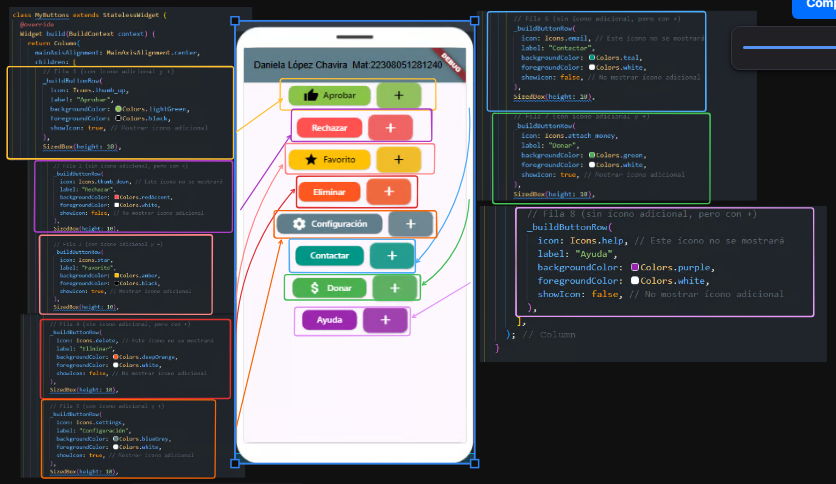 class MyButtons extends StatelessWidget {
@override
Widget build(BuildContext context) {
return Column(
mainAxisAlignment: MainAxisAlignment.center,
children: [
// Fila 1 (con icono adicional y +)
_buildButtonRow(
icon: Icons.thumb_up,
label: "Aprobar",
backgroundColor: Colors.lightGreen,
foregroundColor: Colors.black,
showIcon: true, // Mostrar icono adicional
),
SizedBox(height: 10),
// Fila 2 (sin icono adicional, pero con +)
_buildButtonRow(
icon: Icons.thumb_down, // Este icono no se mostrará
label: "Rechazar",
backgroundColor: Colors.redAccent,
foregroundColor: Colors.white,
showIcon: false, // No mostrar icono adicional
),
SizedBox(height: 10),
// Fila 3 (con icono adicional y +)
_buildButtonRow(
icon: Icons.star,
label: "Favorito",
backgroundColor: Colors.amber,
foregroundColor: Colors.black,
showIcon: true, // Mostrar icono adicional
),
SizedBox(height: 10),
// Fila 4 (sin icono adicional, pero con +)
_buildButtonRow(
icon: Icons.delete, // Este icono no se mostrará
label: "Eliminar",
backgroundColor: Colors.deepOrange,
foregroundColor: Colors.white,
showIcon: false, // No mostrar icono adicional
),
SizedBox(height: 10),
// Fila 5 (con icono adicional y +)
_buildButtonRow(
icon: Icons.settings,
label: "Configuración",
backgroundColor: Colors.blueGrey,
foregroundColor: Colors.white,
showIcon: true, // Mostrar icono adicional
),
SizedBox(height: 10),
Daniela López Chavira Mat:22308051281240
DEBUG
Aprobar +
Rechazar +
Favorito +
Eliminar +
Configuración +
Contactar +
Donar +
Ayuda +
// Fila 6 (sin icono adicional, pero con +)
_buildButtonRow(
icon: Icons.email, // Este icono no se mostrará
label: "Contactar",
backgroundColor: Colors.teal,
foregroundColor: Colors.white,
showIcon: false, // No mostrar icono adicional
),
SizedBox(height: 10),
// Fila 7 (con icono adicional y +)
_buildButtonRow(
icon: Icons.attach_money,
label: "Donar",
backgroundColor: Colors.green,
foregroundColor: Colors.white,
showIcon: true, // Mostrar icono adicional
),
SizedBox(height: 10),
// Fila 8 (sin icono adicional, pero con +)
_buildButtonRow(
icon: Icons.help, // Este icono no se mostrará
label: "Ayuda",
backgroundColor: Colors.purple,
foregroundColor: Colors.white,
showIcon: false, // No mostrar icono adicional
),
],
); // Column
}